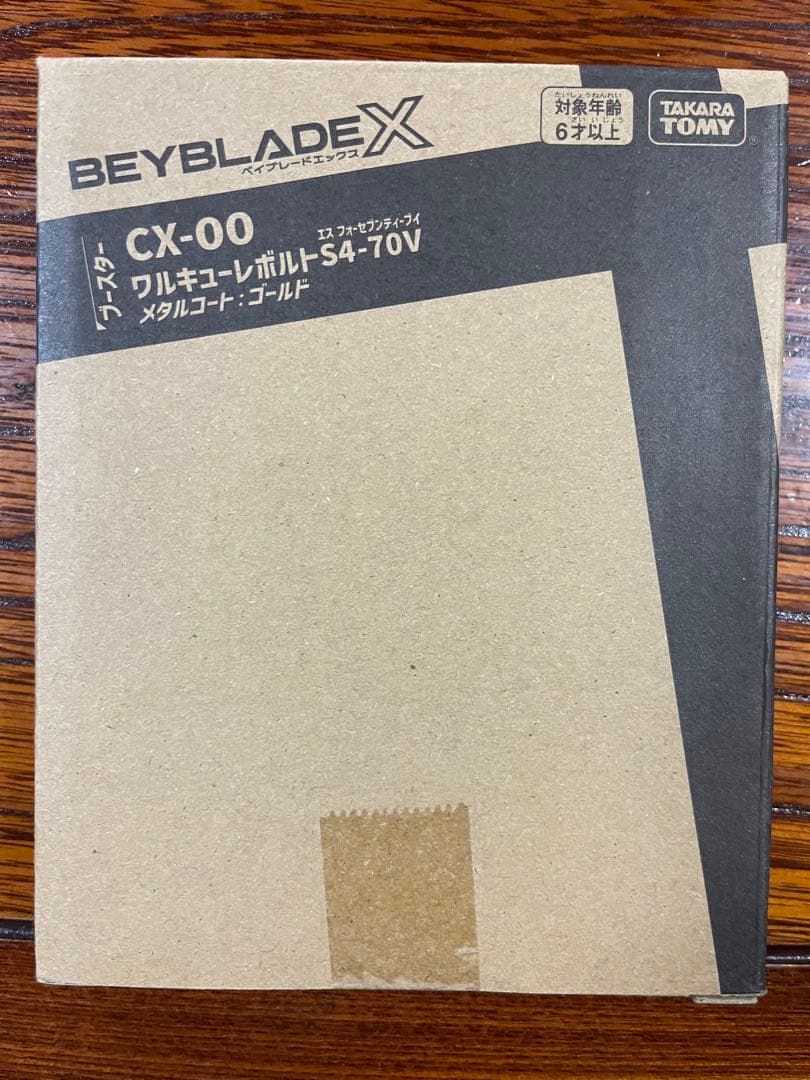 BEYBLADE X
ベイブレードエックス
たいしょうねんれい
対象年齢
さい いじょう
6才以上
TAKARA
TOMY
®
ブースター
CX-00
エス フォーセブンティーブイ
ワルキューレボルトS4-70V
メタルコート：ゴールド